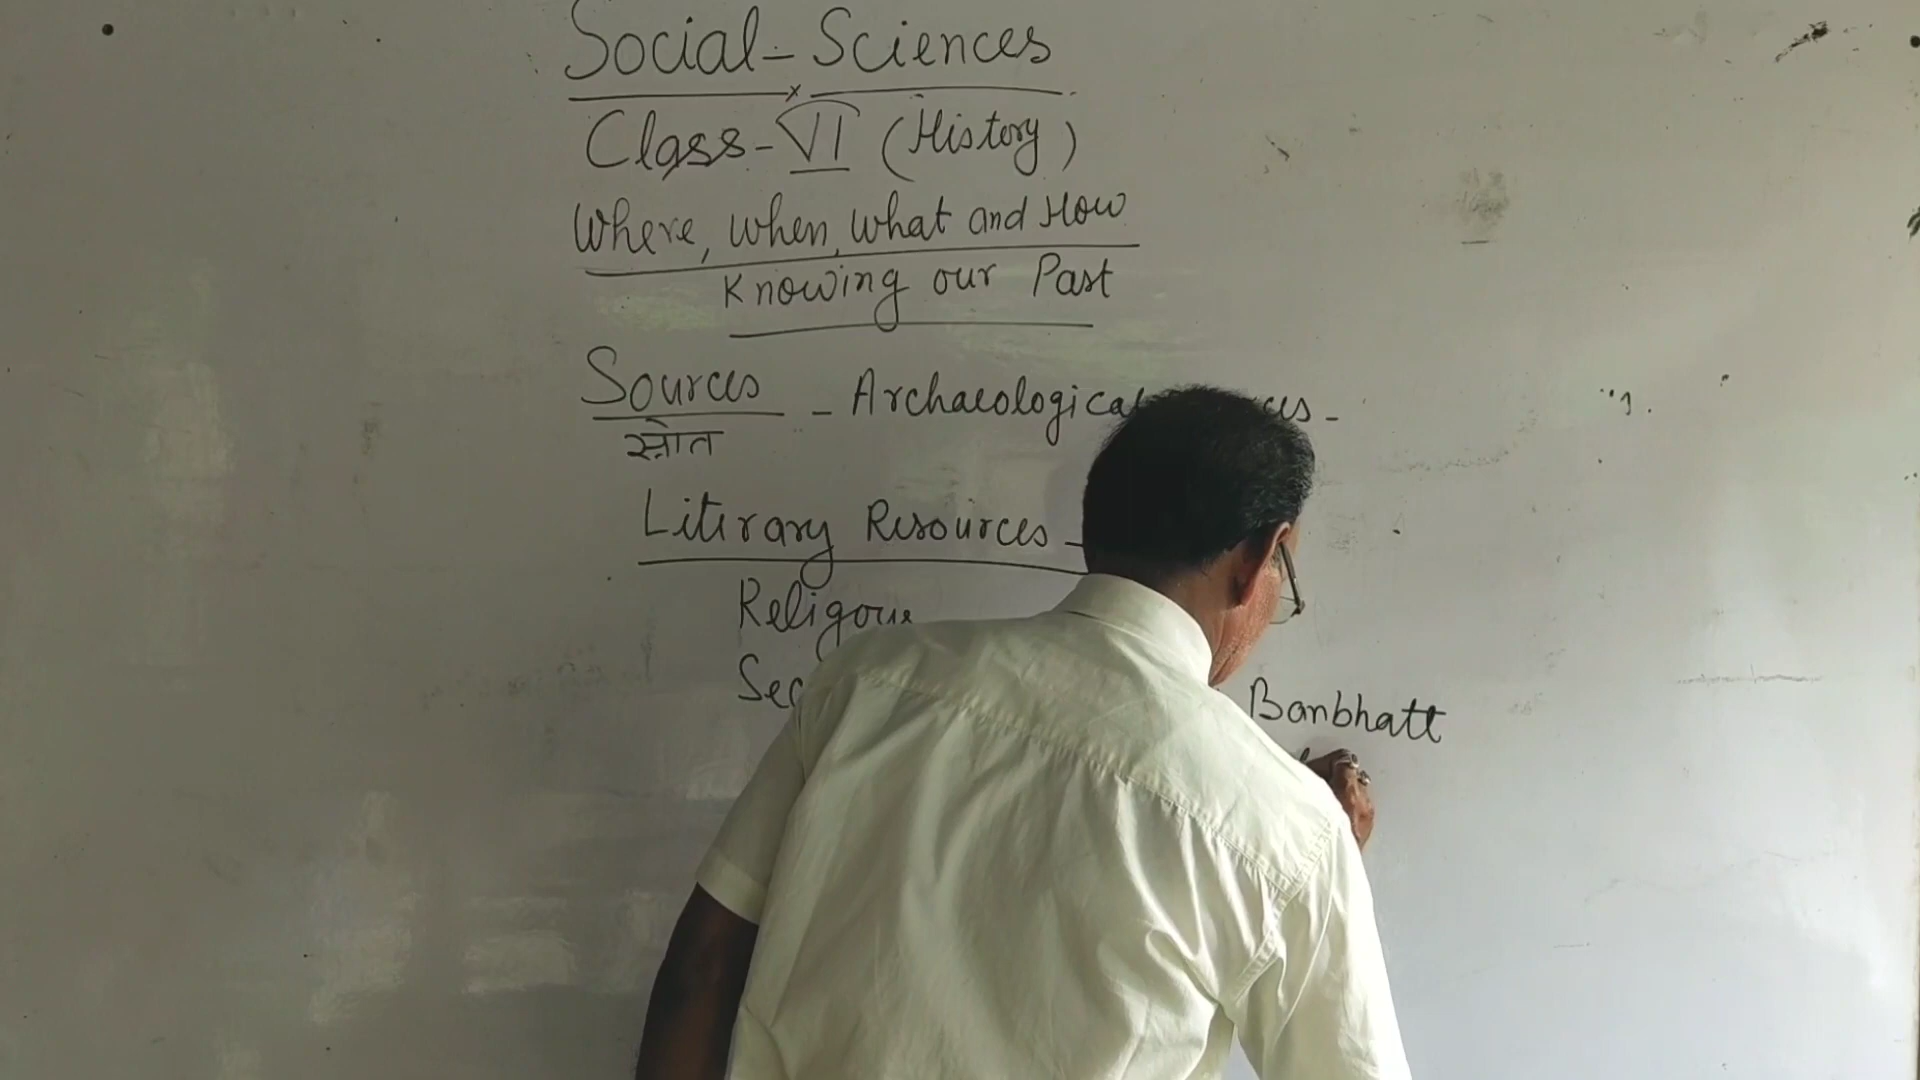 Social-Sciences
Class-VI (History)
Where, When, What and How
Knowing our Past
Sources - Archaeological
स्रोत
Literary Resources -
Religous
Banbhatt